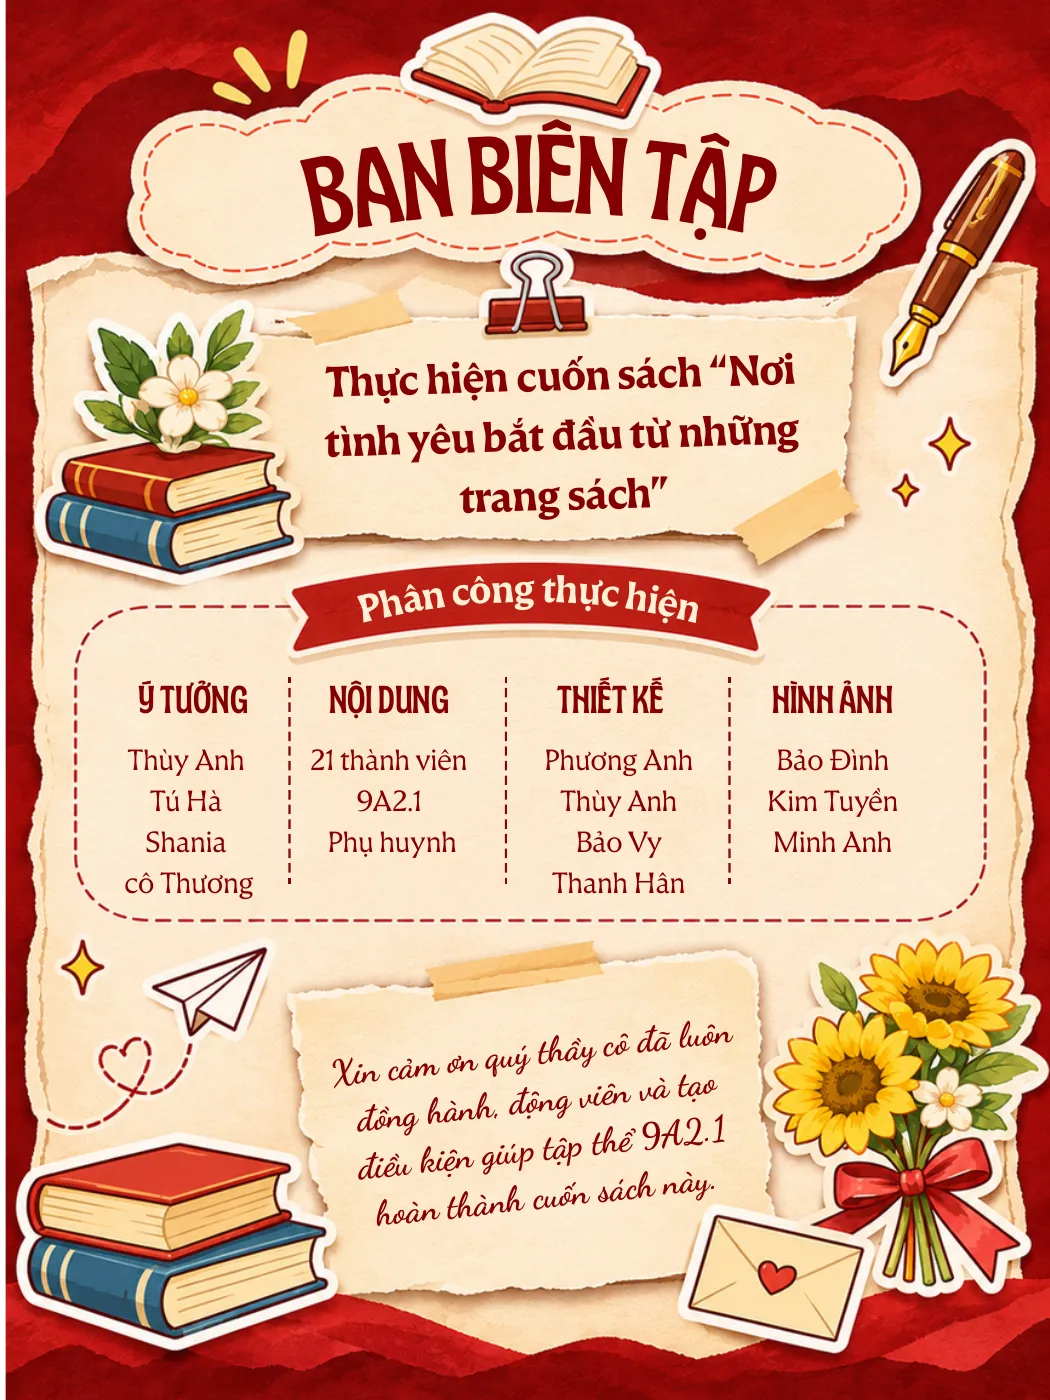 BAN BIÊN TẬP
Thực hiện cuốn sách “Nơi
tình yêu bắt đầu từ những
trang sách”
Phân công thực hiện
Ý TƯỞNG
Thùy Anh
Tú Hà
Shania
cô Thương
NỘI DUNG
21 thành viên
9A2.1
Phụ huynh
THIẾT KẾ
Phương Anh
Thùy Anh
Bảo Vy
Thanh Hân
HÌNH ẢNH
Bảo Đình
Kim Tuyền
Minh Anh
Xin cảm ơn quý thầy cô đã luôn
đồng hành, động viên và tạo
điều kiện giúp tập thể 9A2.1
hoàn thành cuốn sách này.